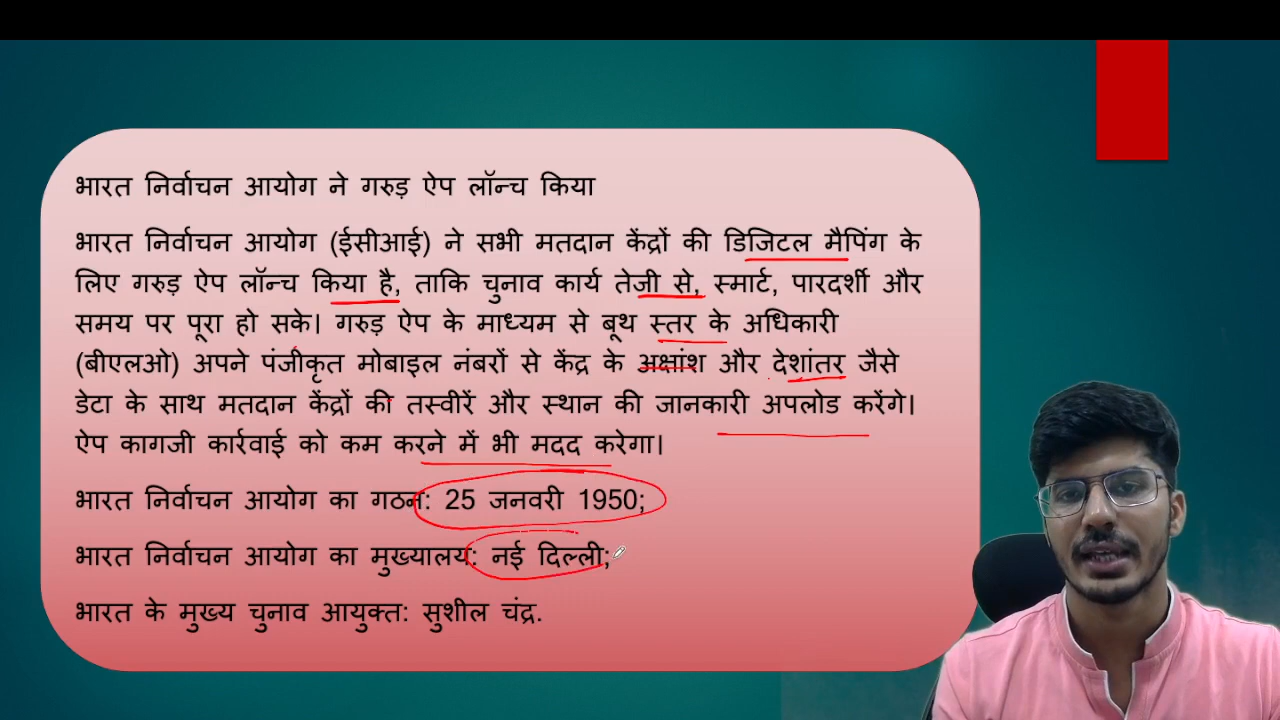 भारत निर्वाचन आयोग ने गरुड़ ऐप लॉन्च किया
भारत निर्वाचन आयोग (ईसीआई) ने सभी मतदान केंद्रों की डिजिटल मैपिंग के
लिए गरुड़ ऐप लॉन्च किया है, ताकि चुनाव कार्य तेजी से, स्मार्ट, पारदर्शी और
समय पर पूरा हो सके। गरुड़ ऐप के माध्यम से बूथ स्तर के अधिकारी
(बीएलओ) अपने पंजीकृत मोबाइल नंबरों से केंद्र के अक्षांश और देशांतर जैसे
डेटा के साथ मतदान केंद्रों की तस्वीरें और स्थान की जानकारी अपलोड करेंगे।
ऐप कागजी कार्रवाई को कम करने में भी मदद करेगा।
भारत निर्वाचन आयोग का गठन: 25 जनवरी 1950;
भारत निर्वाचन आयोग का मुख्यालय: नई दिल्ली;
भारत के मुख्य चुनाव आयुक्त: सुशील चंद्र.